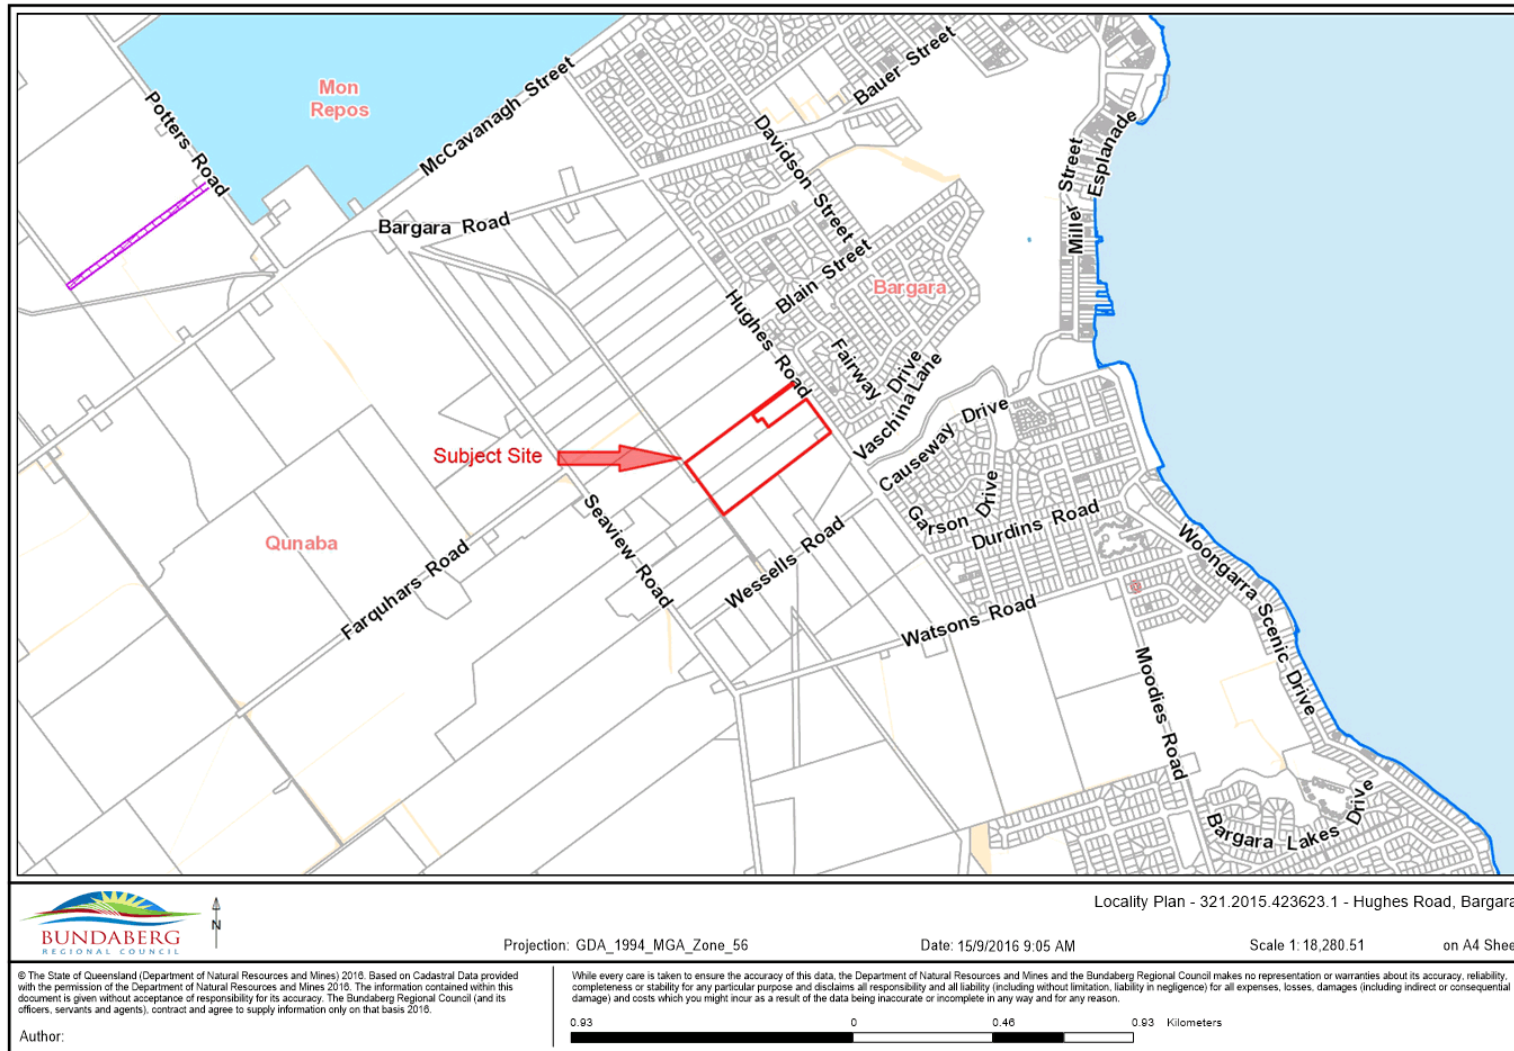 Mon
Repos
Potters Road
McCavanagh Street
Bauer Street
Davidson Street
Esplanade
Miller Street
Bargara Road
Blain Street
Bargara
Hughes Road
Fairway
Drive
Vaschina Lane
Causeway Drive
Subject Site
Garson Drive
Durdins Road
Seaview Road
Qunaba
Wessells Road
Woongarra Scenic Drive
Farquhars Road
Watsons Road
Moodies Road
Bargara Lakes Drive
BUNDABERG
REGIONAL COUNCIL
N
Locality Plan - 321.2015.423623.1 - Hughes Road, Bargara
Projection: GDA_1994_MGA_Zone_56
Date: 15/9/2016 9:05 AM
Scale 1: 18,280.51
on A4 Shee
© The State of Queensland (Department of Natural Resources and Mines) 2016. Based on Cadastral Data provided
with the permission of the Department of Natural Resources and Mines 2016. The information contained within this
document is given without acceptance of responsibility for its accuracy. The Bundaberg Regional Council (and its
officers, servants and agents), contract and agree to supply information only on that basis 2016.
Author:
While every care is taken to ensure the accuracy of this data, the Department of Natural Resources and Mines and the Bundaberg Regional Council makes no representation or warranties about its accuracy, reliability,
completeness or stability for any particular purpose and disclaims all responsibility and all liability (including without limitation, liability in negligence) for all expenses, losses, damages (including indirect or consequential
damage) and costs which you might incur as a result of the data being inaccurate or incomplete in any way and for any reason.
0.93
0
0.46
0.93 Kilometers